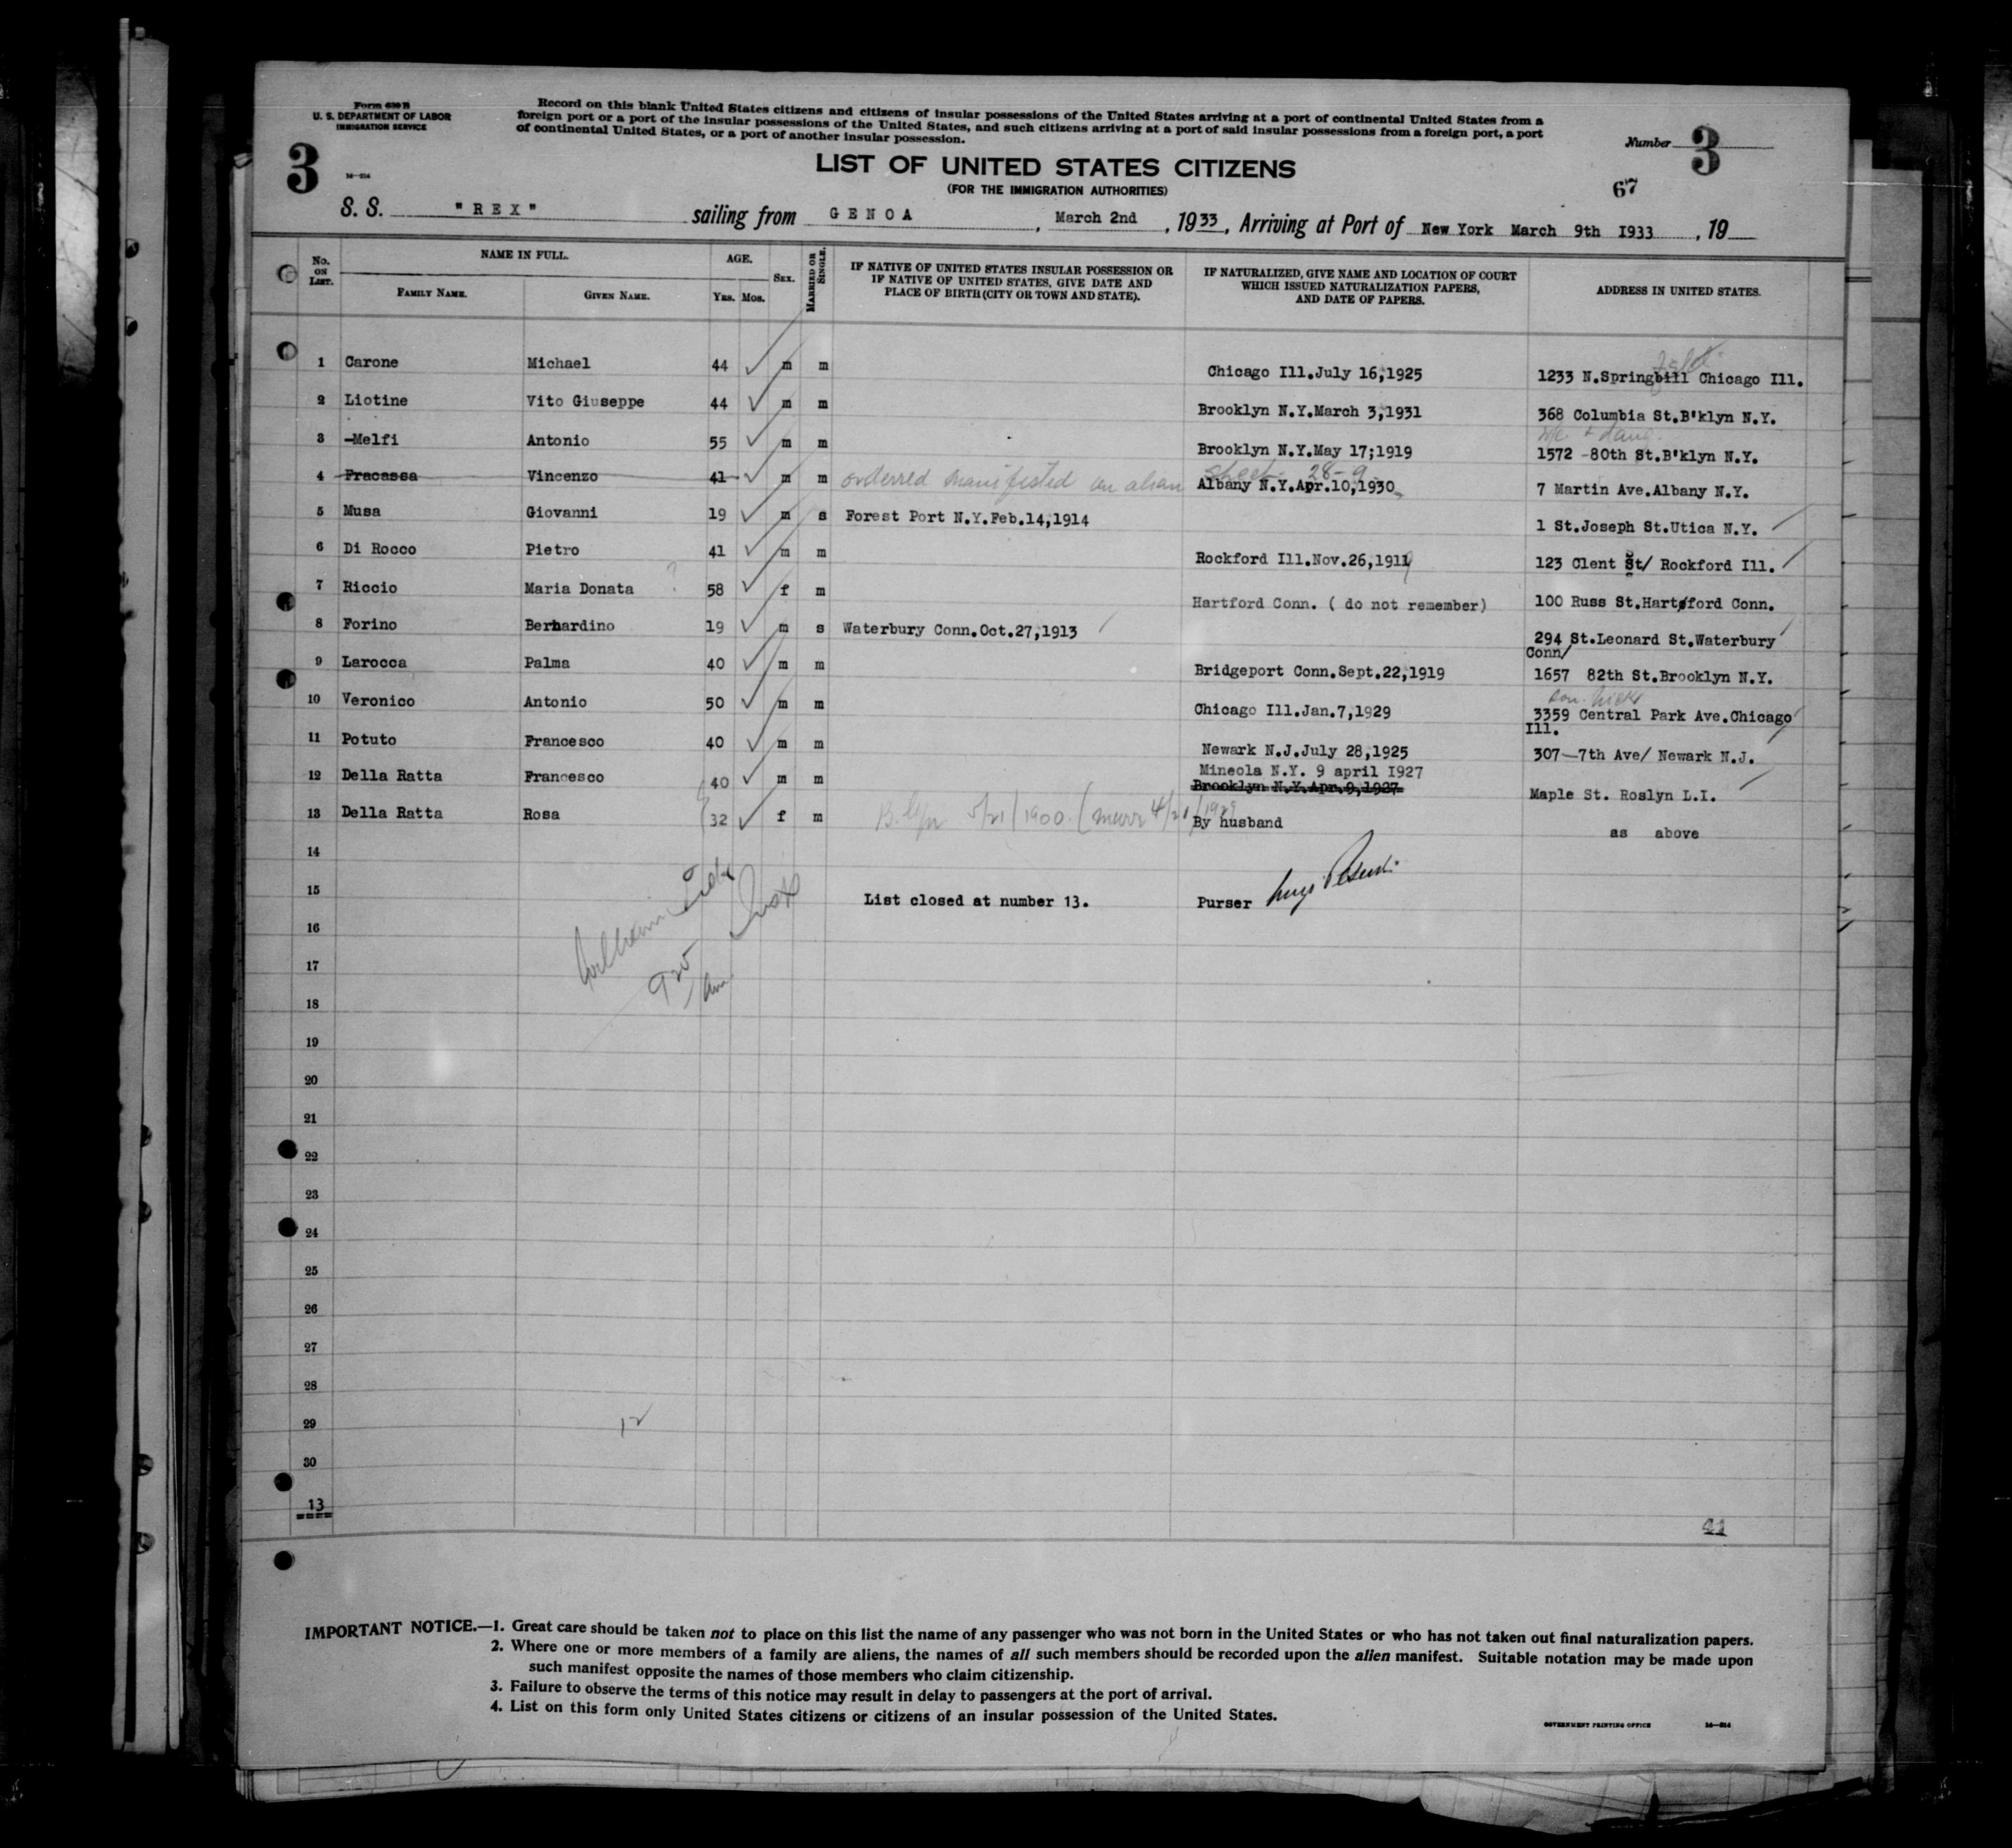 Form 630 B
U. S. DEPARTMENT OF LABOR
IMMIGRATION SERVICE
Record on this blank United States citizens and citizens of insular possessions of the United States arriving at a port of continental United States from a
foreign port or a port of the insular possessions of the United States, and such citizens arriving at a port of said insular possessions from a foreign port, a port
of continental United States, or a port of another insular possession.
Number 3
3
LIST OF UNITED STATES CITIZENS
(FOR THE IMMIGRATION AUTHORITIES)
67
S. S. "REX" sailing from GENOA, March 2nd, 1933, Arriving at Port of New York March 9th I933, 19
No. ON LIST. NAME IN FULL. AGE. SEX. MARRIED OR SINGLE. IF NATIVE OF UNITED STATES INSULAR POSSESSION OR IF NATIVE OF UNITED STATES, GIVE DATE AND PLACE OF BIRTH (CITY OR TOWN AND STATE). IF NATURALIZED, GIVE NAME AND LOCATION OF COURT WHICH ISSUED NATURALIZATION PAPERS, AND DATE OF PAPERS. ADDRESS IN UNITED STATES.
FAMILY NAME. GIVEN NAME. YRS. MOS.
field
1 Carone Michael 44 m m Chicago Ill.July 16,1925 1233 N.Springbill Chicago Ill.
2 Liotine Vito Giuseppe 44 m m Brooklyn N.Y.March 3,1931 368 Columbia St.B'klyn N.Y.
3 -Melfi Antonio 55 m m Brooklyn N.Y.May 17;1919 1572 -80th St.B'klyn N.Y.
orderred manifested on alien sheet 28-9
4 Fracassa Vincenzo 41 m m Albany N.Y.Apr.10,1930 7 Martin Ave.Albany N.Y.
5 Musa Giovanni 19 m s Forest Port N.Y.Feb.14,1914 1 St.Joseph St.Utica N.Y.
6 Di Rocco Pietro 41 m m Rockford Ill.Nov.26,1919 123 Clent St/ Rockford Ill.
7 Riccio Maria Donata ? 58 f m Hartford Conn. ( do not remember) 100 Russ St.Hartford Conn.
8 Forino Bernardino 19 m s Waterbury Conn.Oct.27,1913 294 St.Leonard St.Waterbury
Conn/
9 Larocca Palma 40 m m Bridgeport Conn.Sept.22,1919 1657 82th St.Brooklyn N.Y.
10 Veronico Antonio 50 m m Chicago Ill.Jan.7,1929 3359 Central Park Ave.Chicago
Ill.
11 Potuto Francesco 40 m m Newark N.J.July 28,1925 307-7th Ave/ Newark N.J.
12 Della Ratta Francesco 40 m m Mineola N.Y. 9 april I927
Brooklyn N.Y.Apr.9,1927 Maple St. Roslyn L.I.
13 Della Ratta Rosa 32 f m 5/21/1900 (marr 4/21/1929 By husband as above
14
15 List closed at number 13. Purser
16
17
18
19
20
21
22
23
24
25
26
27
28
29 12
30
13
41
IMPORTANT NOTICE.—1. Great care should be taken not to place on this list the name of any passenger who was not born in the United States or who has not taken out final naturalization papers.
2. Where one or more members of a family are aliens, the names of all such members should be recorded upon the alien manifest. Suitable notation may be made upon
such manifest opposite the names of those members who claim citizenship.
3. Failure to observe the terms of this notice may result in delay to passengers at the port of arrival.
4. List on this form only United States citizens or citizens of an insular possession of the United States.
GOVERNMENT PRINTING OFFICE 14—214